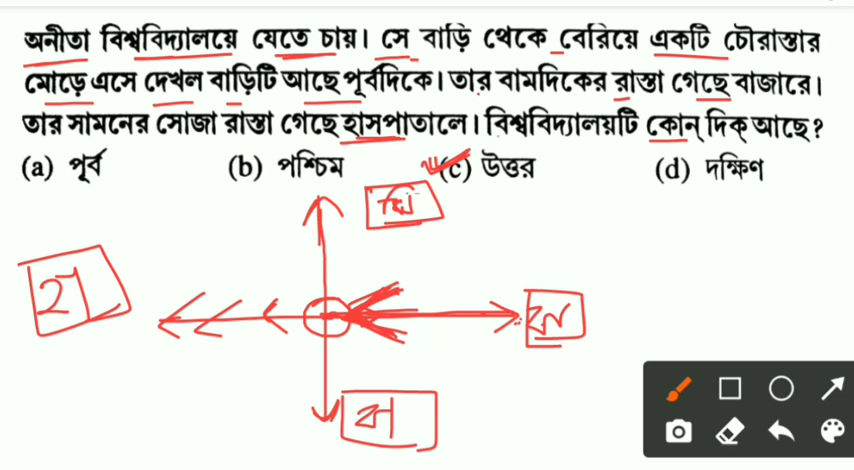 অনীতা বিশ্ববিদ্যালয়ে যেতে চায়। সে বাড়ি থেকে বেরিয়ে একটি চৌরাস্তার
মোড়ে এসে দেখল বাড়িটি আছে পূর্বদিকে। তার বামদিকের রাস্তা গেছে বাজারে।
তার সামনের সোজা রাস্তা গেছে হাসপাতালে। বিশ্ববিদ্যালয়টি কোন্ দিকে আছে?
(a) পূর্ব (b) পশ্চিম (c) উত্তর (d) দক্ষিণ
বি
হা
বা